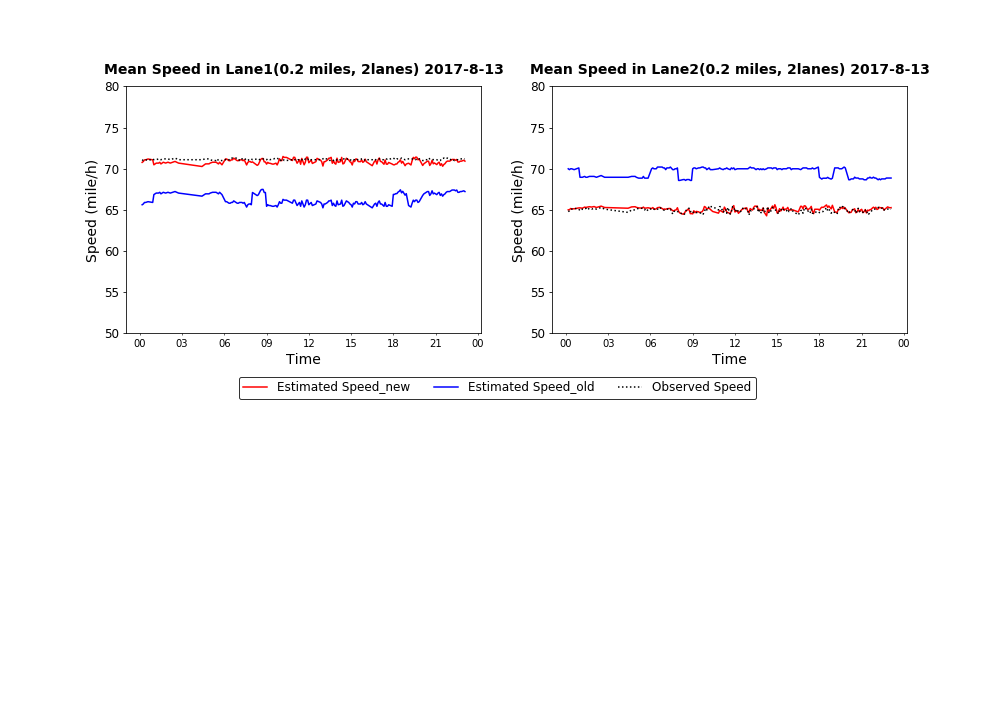 Mean Speed in Lane1(0.2 miles, 2lanes) 2017-8-13
80
75
70
65
60
55
50
Speed (mile/h)
00 03 06 09 12 15 18 21 00
Time
Mean Speed in Lane2(0.2 miles, 2lanes) 2017-8-13
80
75
70
65
60
55
50
Speed (mile/h)
00 03 06 09 12 15 18 21 00
Time
Estimated Speed_new Estimated Speed_old Observed Speed